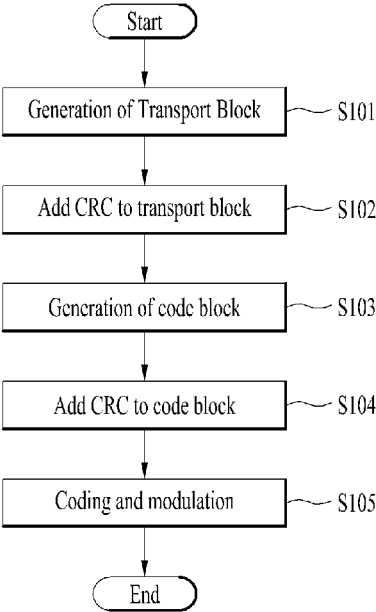 Start
Generation of Transport Block S101
Add CRC to transport block S102
Generation of code block S103
Add CRC to code block S104
Coding and modulation S105
End